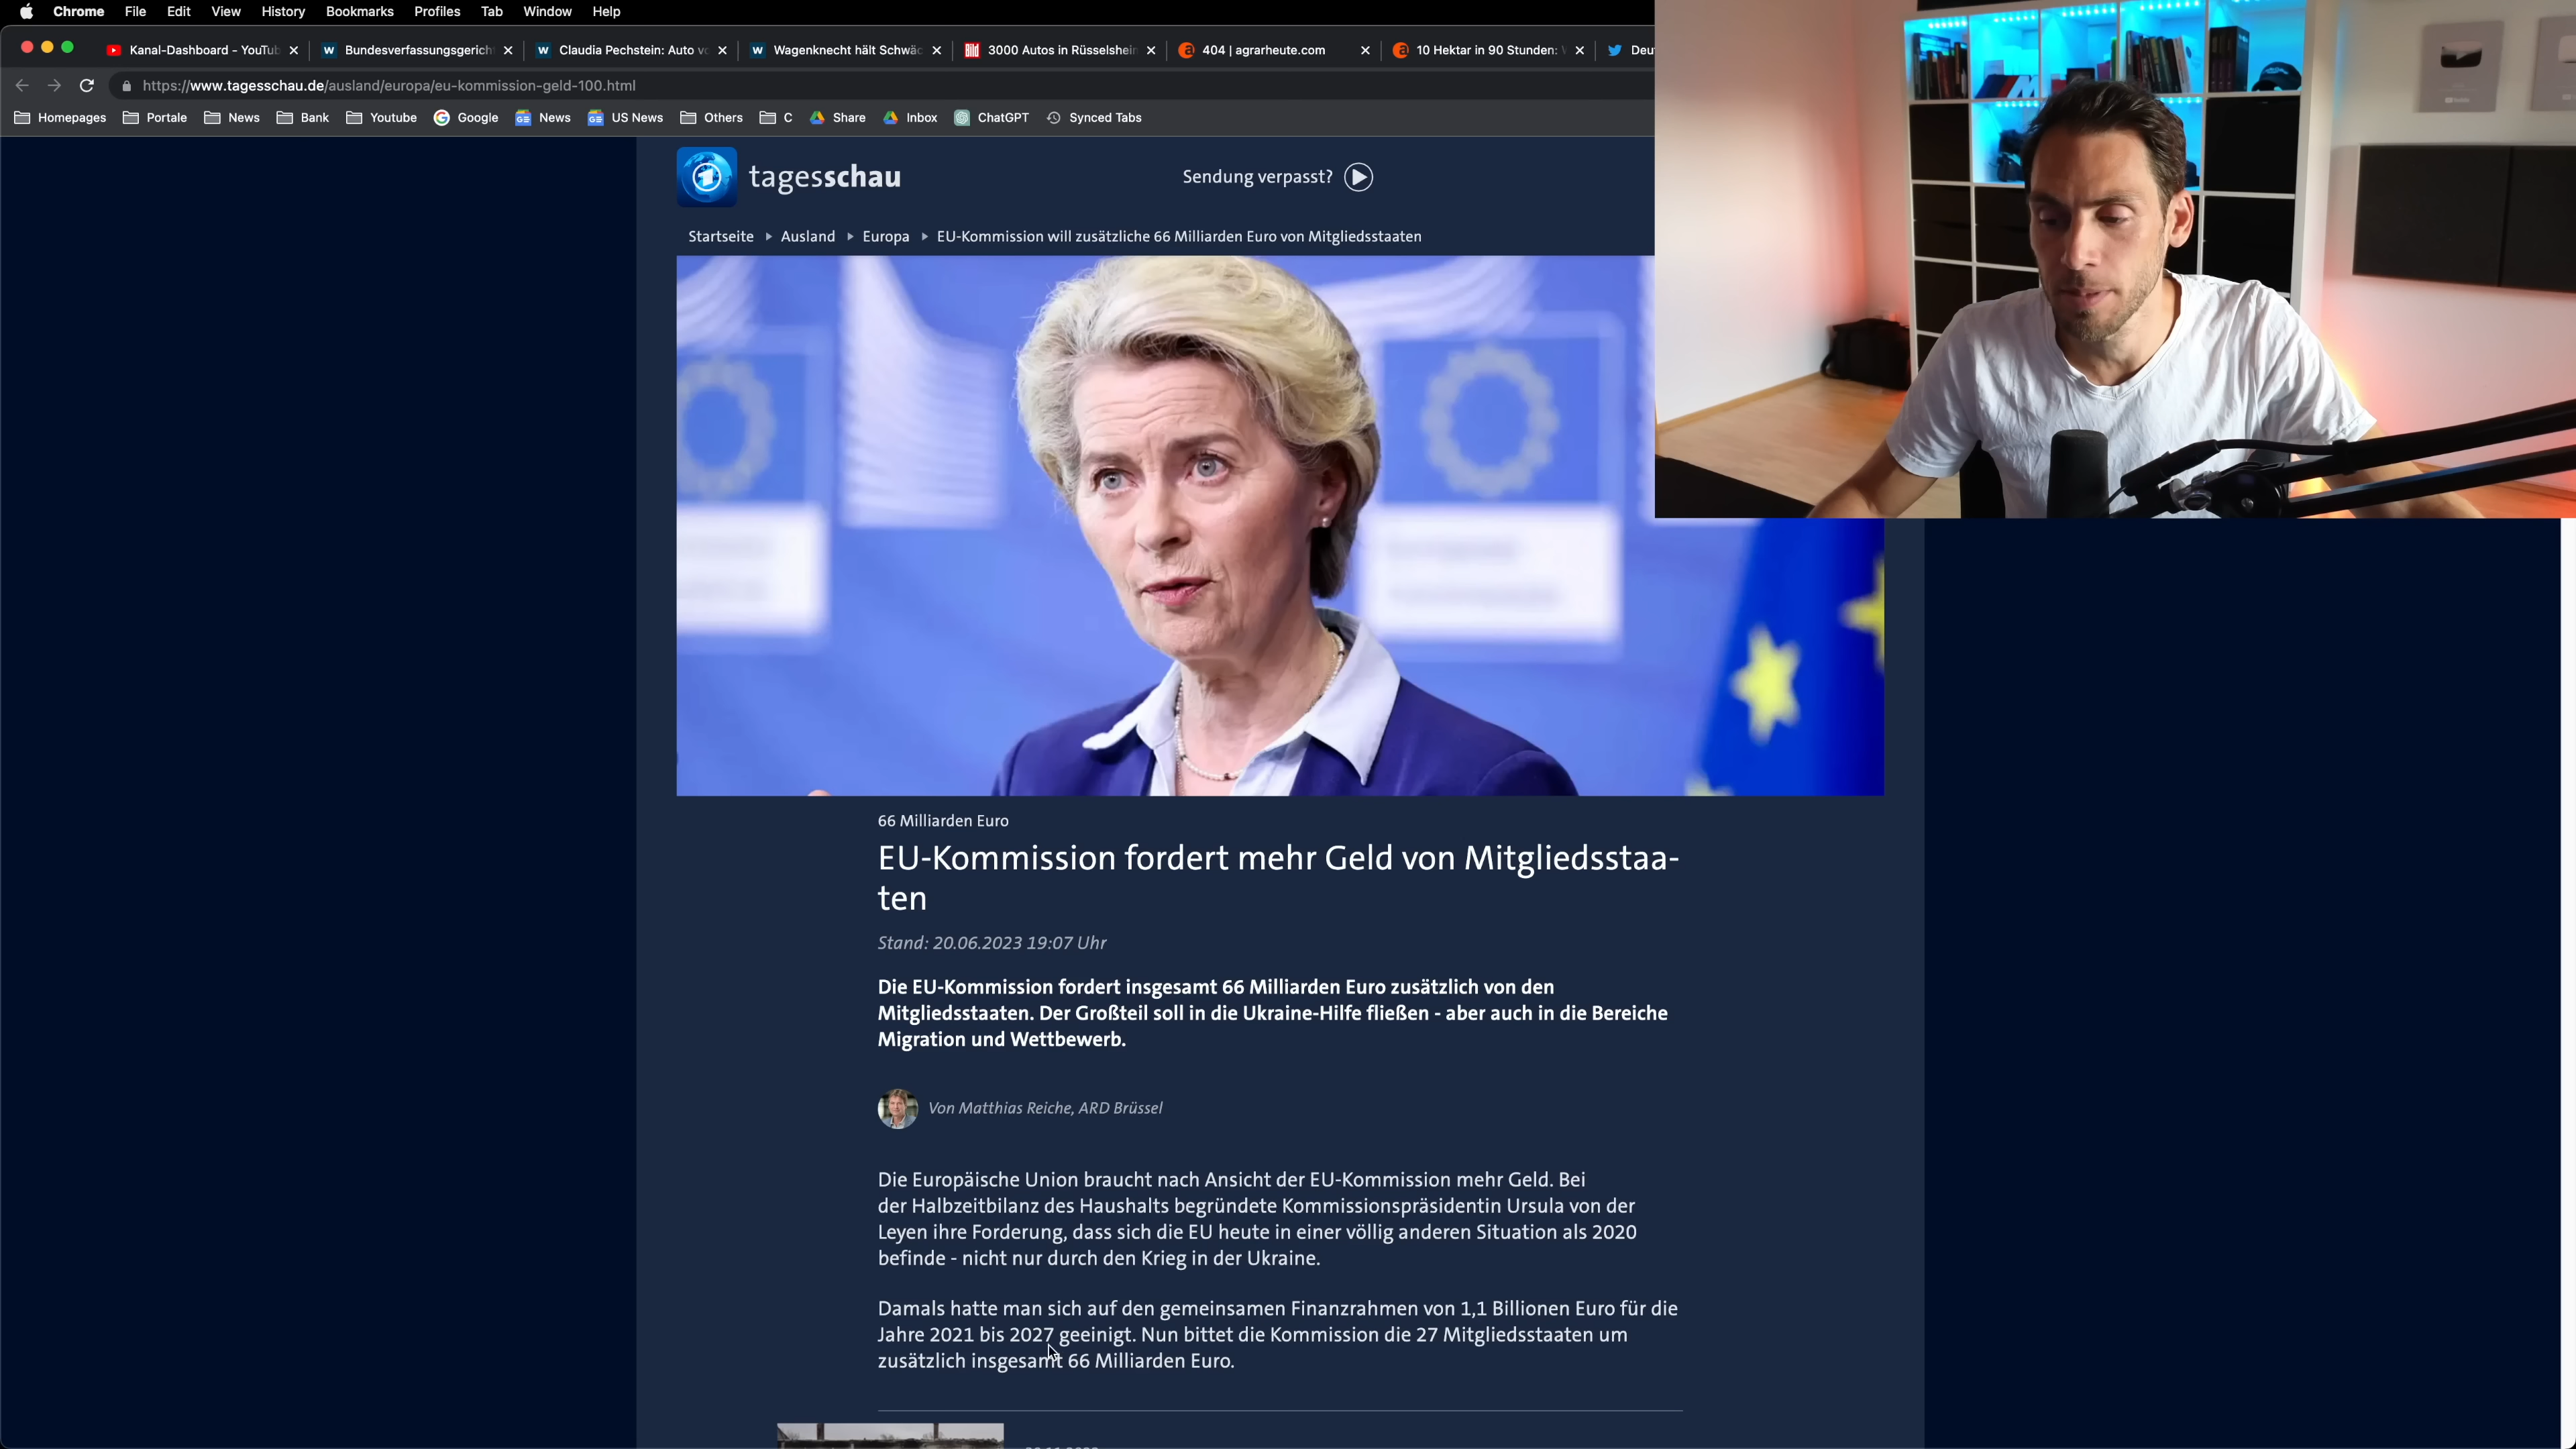 Chrome File Edit View History Bookmarks Profiles Tab Window Help
Kanal-Dashboard - YouTub
Bundesverfassungsgericht
Claudia Pechstein: Auto vo
Wagenknecht hält Schwäc
3000 Autos in Rüsselshein
404 | agrarheute.com
10 Hektar in 90 Stunden:
Deut
https://www.tagesschau.de/ausland/europa/eu-kommission-geld-100.html
Homepages Portale News Bank Youtube Google News US News Others C Share Inbox ChatGPT Synced Tabs
tagesschau
Sendung verpasst?
Startseite Ausland Europa EU-Kommission will zusätzliche 66 Milliarden Euro von Mitgliedsstaaten
66 Milliarden Euro
EU-Kommission fordert mehr Geld von Mitgliedsstaa-
ten
Stand: 20.06.2023 19:07 Uhr
Die EU-Kommission fordert insgesamt 66 Milliarden Euro zusätzlich von den
Mitgliedsstaaten. Der Großteil soll in die Ukraine-Hilfe fließen - aber auch in die Bereiche
Migration und Wettbewerb.
Von Matthias Reiche, ARD Brüssel
Die Europäische Union braucht nach Ansicht der EU-Kommission mehr Geld. Bei
der Halbzeitbilanz des Haushalts begründete Kommissionspräsidentin Ursula von der
Leyen ihre Forderung, dass sich die EU heute in einer völlig anderen Situation als 2020
befinde - nicht nur durch den Krieg in der Ukraine.
Damals hatte man sich auf den gemeinsamen Finanzrahmen von 1,1 Billionen Euro für die
Jahre 2021 bis 2027 geeinigt. Nun bittet die Kommission die 27 Mitgliedsstaaten um
zusätzlich insgesamt 66 Milliarden Euro.